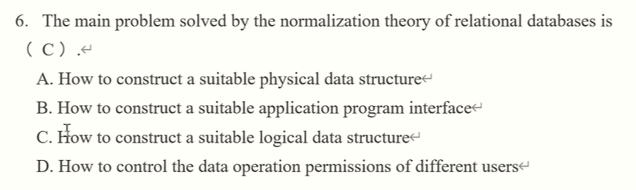 6. The main problem solved by the normalization theory of relational databases is
( C ) .↵
A. How to construct a suitable physical data structure↵
B. How to construct a suitable application program interface↵
C. How to construct a suitable logical data structure↵
D. How to control the data operation permissions of different users↵